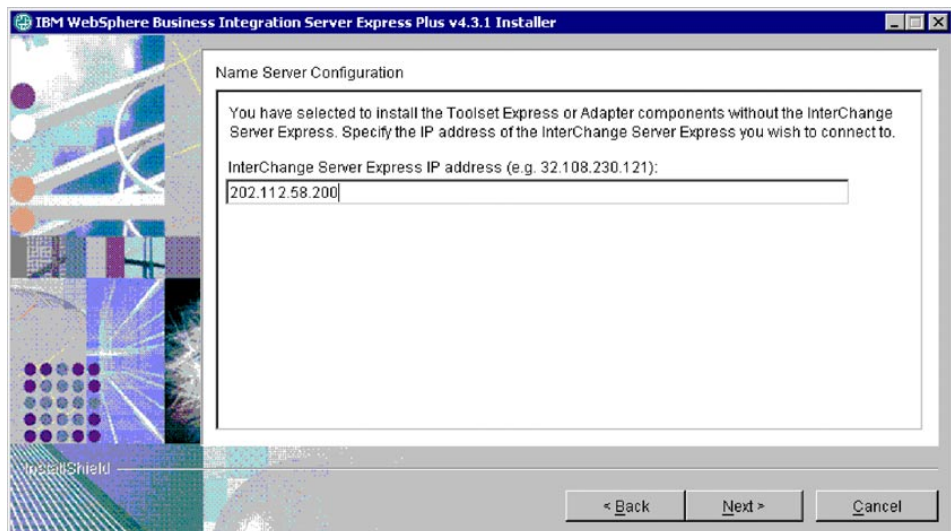 IBM WebSphere Business Integration Server Express Plus v4.3.1 Installer
Name Server Configuration
You have selected to install the Toolset Express or Adapter components without the InterChange
Server Express. Specify the IP address of the InterChange Server Express you wish to connect to.
InterChange Server Express IP address (e.g. 32.108.230.121):
202.112.58.200
InstallShield
< Back
Next >
Cancel